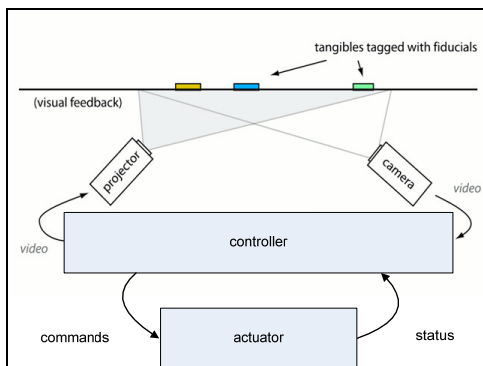 tangibles tagged with fiducials
(visual feedback)
projector
camera
video
video
controller
commands
actuator
status